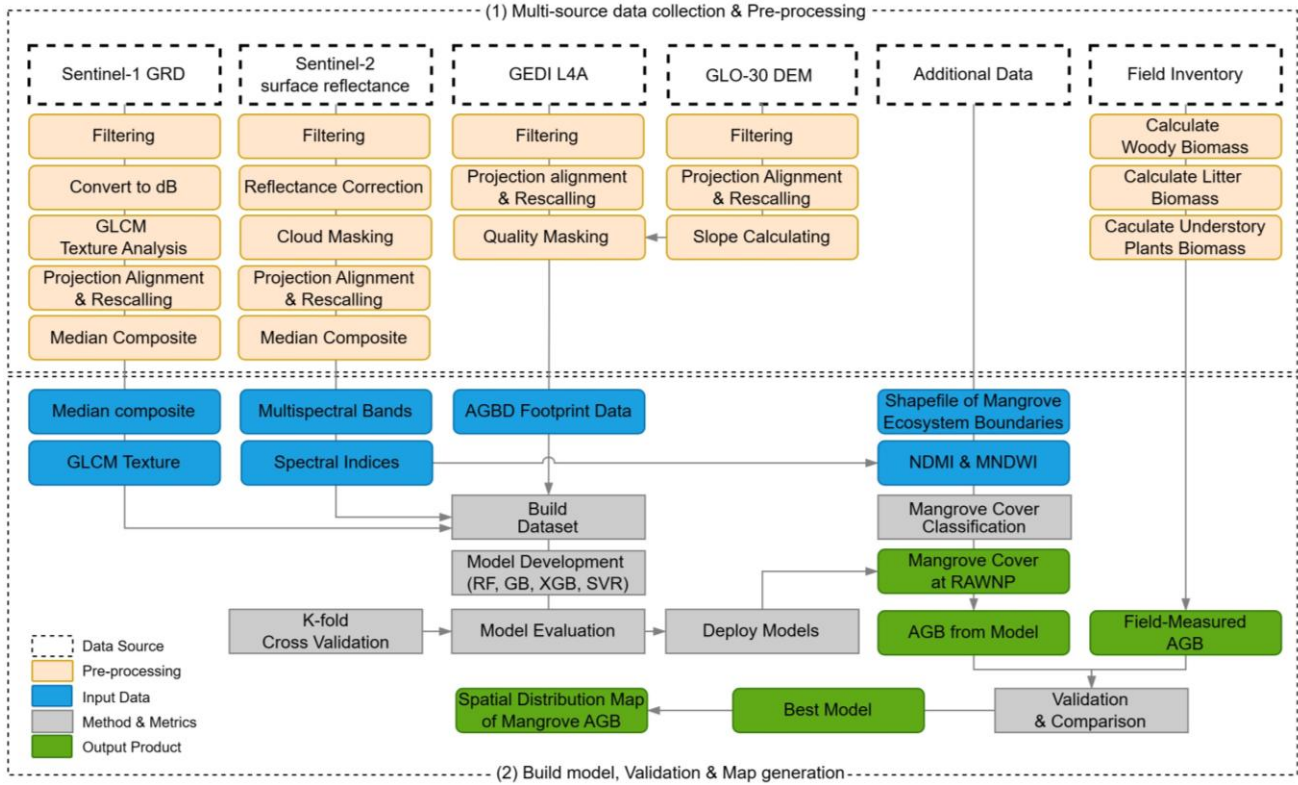 (1) Multi-source data collection & Pre-processing
Sentinel-1 GRD
Sentinel-2
surface reflectance
GEDI L4A
GLO-30 DEM
Additional Data
Field Inventory
Filtering
Convert to dB
GLCM
Texture Analysis
Projection Alignment
& Rescalling
Median Composite
Filtering
Reflectance Correction
Cloud Masking
Projection Alignment
& Rescalling
Median Composite
Filtering
Projection alignment
& Rescalling
Quality Masking
Filtering
Projection Alignment
& Rescalling
Slope Calculating
Calculate
Woody Biomass
Calculate Litter
Biomass
Caculate Understory
Plants Biomass
Median composite
GLCM Texture
Multispectral Bands
Spectral Indices
AGBD Footprint Data
Shapefile of Mangrove
Ecosystem Boundaries
NDMI & MNDWI
Build
Dataset
Mangrove Cover
Classification
Model Development
(RF, GB, XGB, SVR)
Mangrove Cover
at RAWNP
K-fold
Cross Validation
Model Evaluation
Deploy Models
AGB from Model
Field-Measured
AGB
Spatial Distribution Map
of Mangrove AGB
Best Model
Validation
& Comparison
Data Source
Pre-processing
Input Data
Method & Metrics
Output Product
(2) Build model, Validation & Map generation